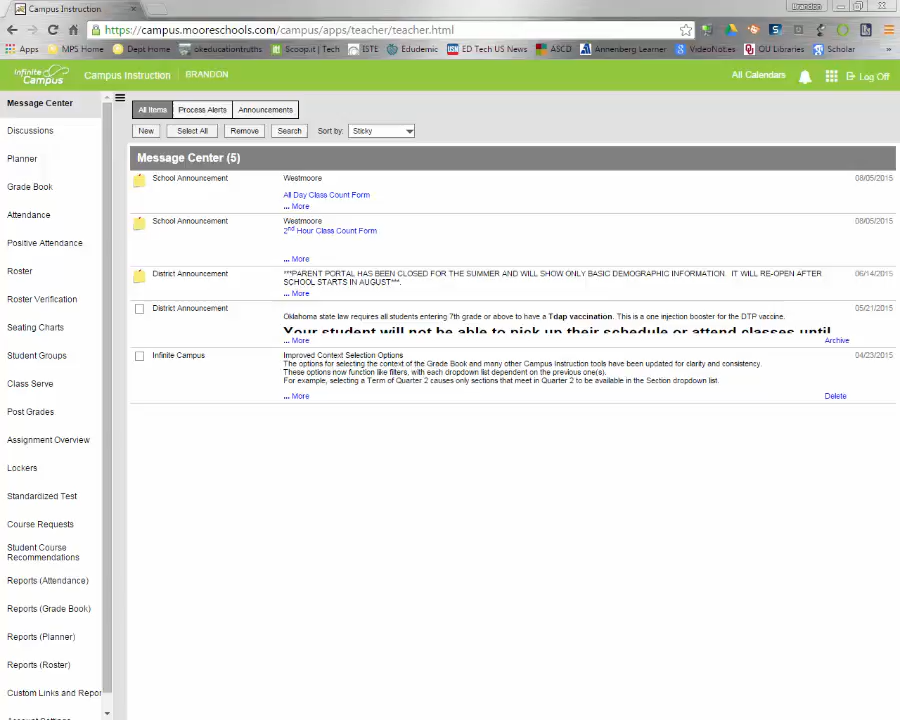 Campus Instruction
Brandon
https://campus.mooreschools.com/campus/apps/teacher/teacher.html
Apps MPS Home Dept Home okeducationtruths Scoop.it | Tech ISTE Edudemic ED Tech US News ASCD Annenberg Learner VideoNotes OU Libraries Scholar »
Infinite Campus Campus Instruction BRANDON All Calendars Log Off
Message Center
Discussions
Planner
Grade Book
Attendance
Positive Attendance
Roster
Roster Verification
Seating Charts
Student Groups
Class Serve
Post Grades
Assignment Overview
Lockers
Standardized Test
Course Requests
Student Course
Recommendations
Reports (Attendance)
Reports (Grade Book)
Reports (Planner)
Reports (Roster)
Custom Links and Repor
Account Settings
All Items Process Alerts Announcements
New Select All Remove Search Sort by: Sticky
Message Center (5)
School Announcement Westmoore 08/05/2015
All Day Class Count Form
... More
School Announcement Westmoore 08/05/2015
2nd Hour Class Count Form
... More
District Announcement ***PARENT PORTAL HAS BEEN CLOSED FOR THE SUMMER AND WILL SHOW ONLY BASIC DEMOGRAPHIC INFORMATION. IT WILL RE-OPEN AFTER 06/14/2015
SCHOOL STARTS IN AUGUST***.
... More
District Announcement 05/21/2015
Oklahoma state law requires all students entering 7th grade or above to have a Tdap vaccination. This is a one injection booster for the DTP vaccine.
Your student will not be able to pick up their schedule or attend classes until
... More Archive
Infinite Campus Improved Context Selection Options 04/23/2015
The options for selecting the context of the Grade Book and many other Campus Instruction tools have been updated for clarity and consistency.
These options now function like filters, with each dropdown list dependent on the previous one(s).
For example, selecting a Term of Quarter 2 causes only sections that meet in Quarter 2 to be available in the Section dropdown list.
... More Delete